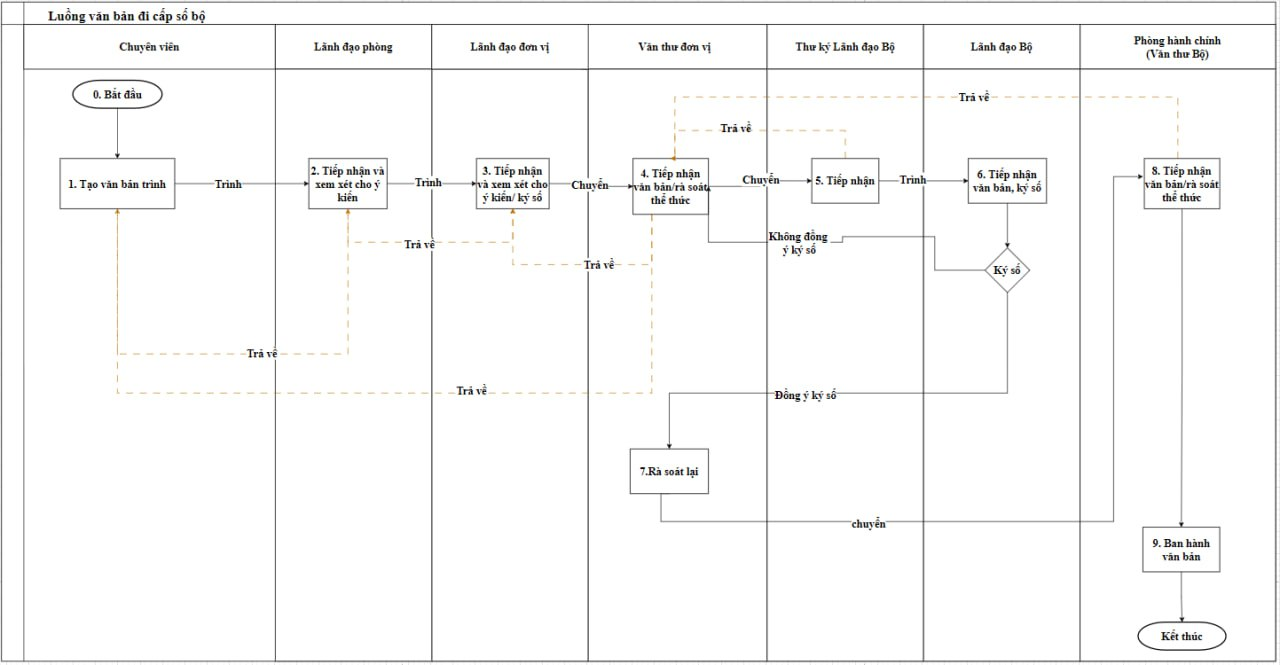 Luồng văn bản đi cấp số bộ
Chuyên viên
Lãnh đạo phòng
Lãnh đạo đơn vị
Văn thư đơn vị
Thư ký Lãnh đạo Bộ
Lãnh đạo Bộ
Phòng hành chính
(Văn thư Bộ)
0. Bắt đầu
Trả về
Trả về
1. Tạo văn bản trình
Trình
2. Tiếp nhận và
xem xét cho ý
kiến
Trình
3. Tiếp nhận
và xem xét cho
ý kiến/ ký số
Chuyển
4. Tiếp nhận
văn bản/rà soát
thể thức
Chuyển
5. Tiếp nhận
Trình
6. Tiếp nhận
văn bản, ký số
8. Tiếp nhận
văn bản/rà soát
thể thức
Trả về
Không đồng
ý ký số
Trả về
Ký số
Trả về
Trả về
Đồng ý ký số
7.Rà soát lại
chuyển
9. Ban hành
văn bản
Kết thúc